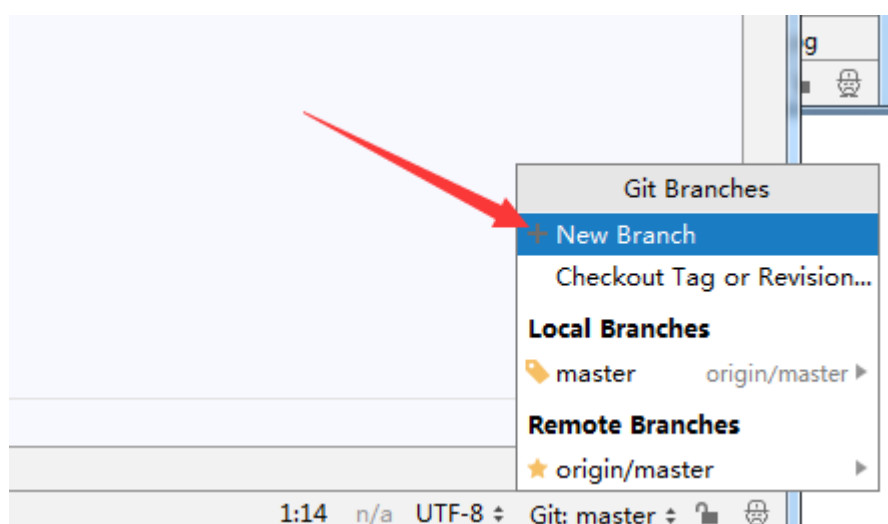 Git Branches
New Branch
Checkout Tag or Revision...
Local Branches
master origin/master
Remote Branches
origin/master
1:14 n/a UTF-8 Git: master